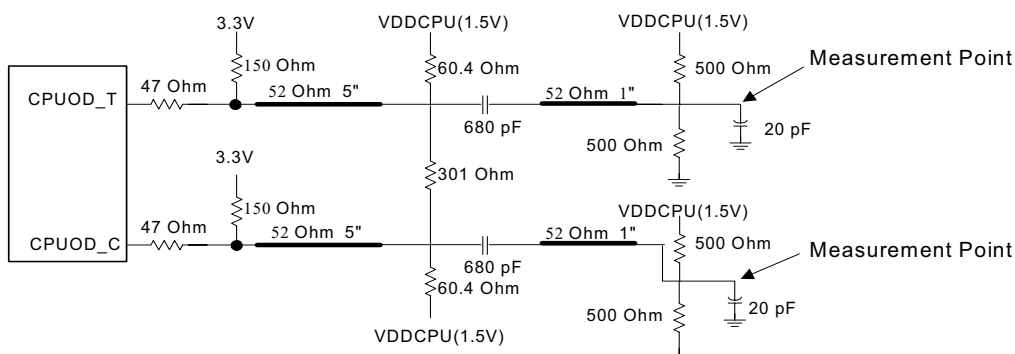 3.3V
VDDCPU(1.5V)
VDDCPU(1.5V)
150 Ohm
60.4 Ohm
500 Ohm
Measurement Point
47 Ohm
CPUOD_T
52 Ohm 5"
52 Ohm 1"
680 pF
20 pF
500 Ohm
3.3V
301 Ohm
150 Ohm
VDDCPU(1.5V)
47 Ohm
CPUOD_C
52 Ohm 5"
52 Ohm 1"
500 Ohm
Measurement Point
680 pF
60.4 Ohm
20 pF
500 Ohm
VDDCPU(1.5V)